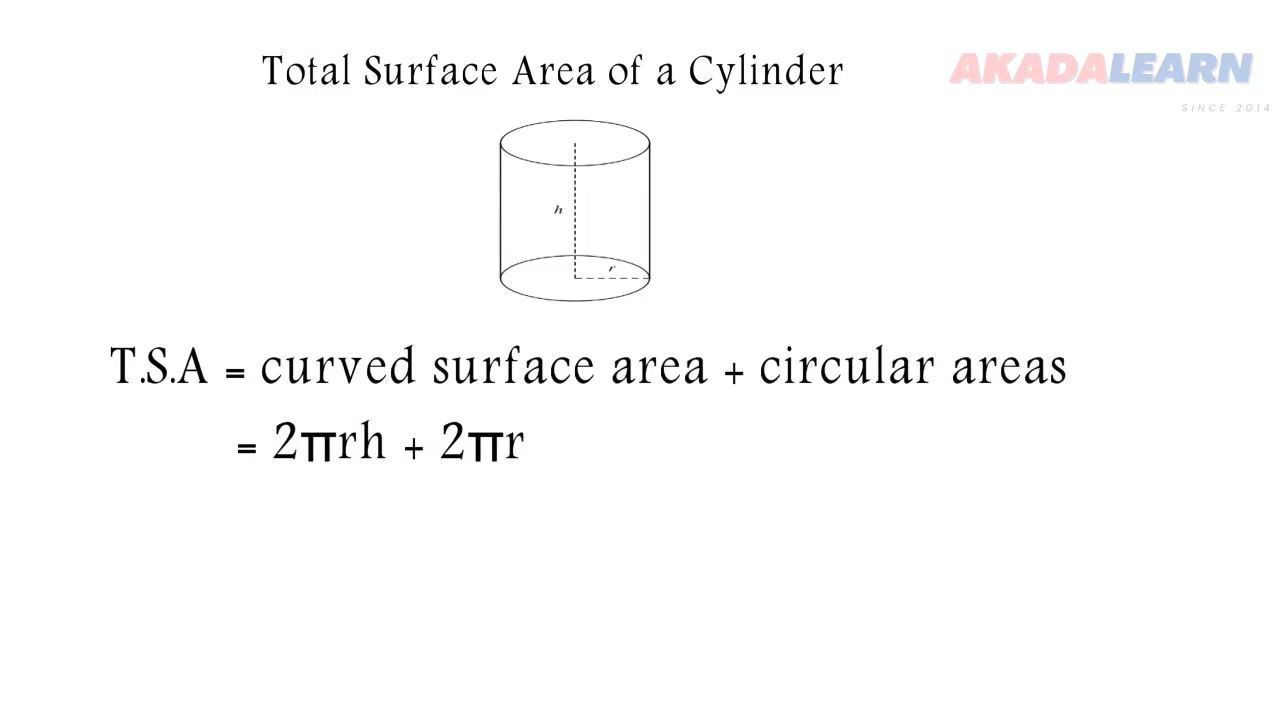 Total Surface Area of a Cylinder
AKADALEARN
SINCE 2014
h
r
T.S.A = curved surface area + circular areas
= 2πrh + 2πr